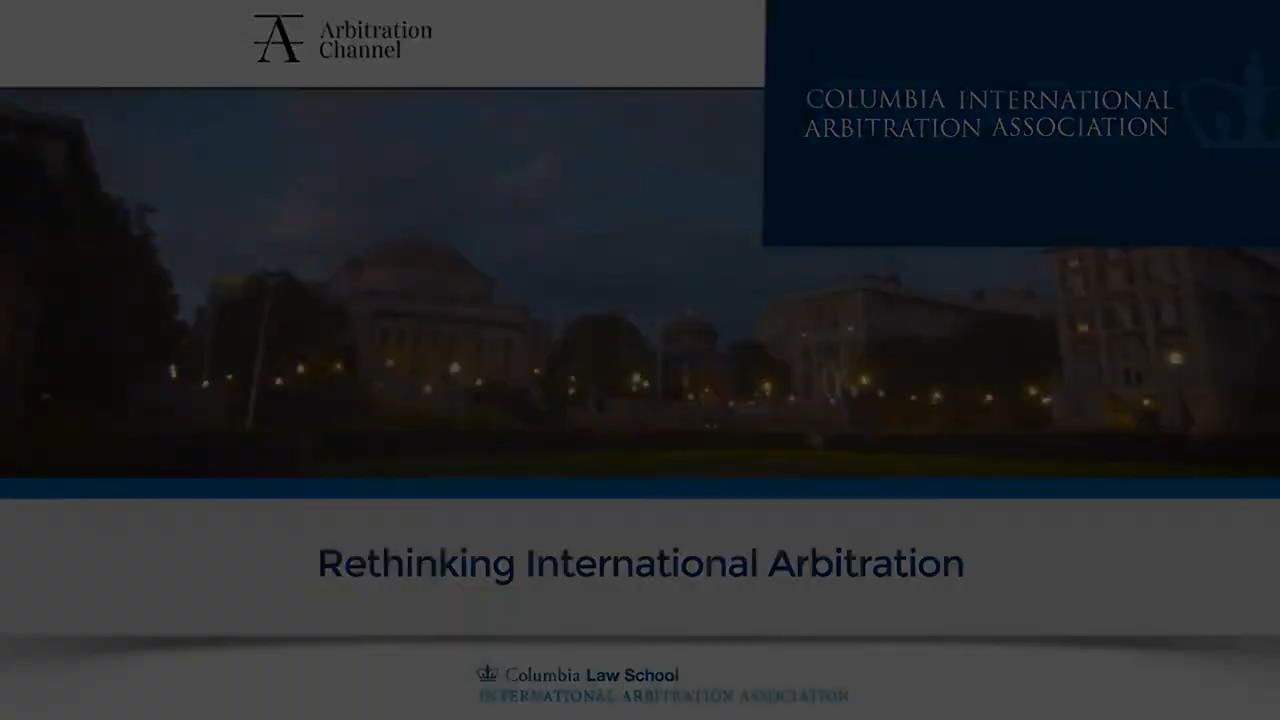 Arbitration
Channel
COLUMBIA INTERNATIONAL
ARBITRATION ASSOCIATION
Rethinking International Arbitration
Columbia Law School
INTERNATIONAL ARBITRATION ASSOCIATION